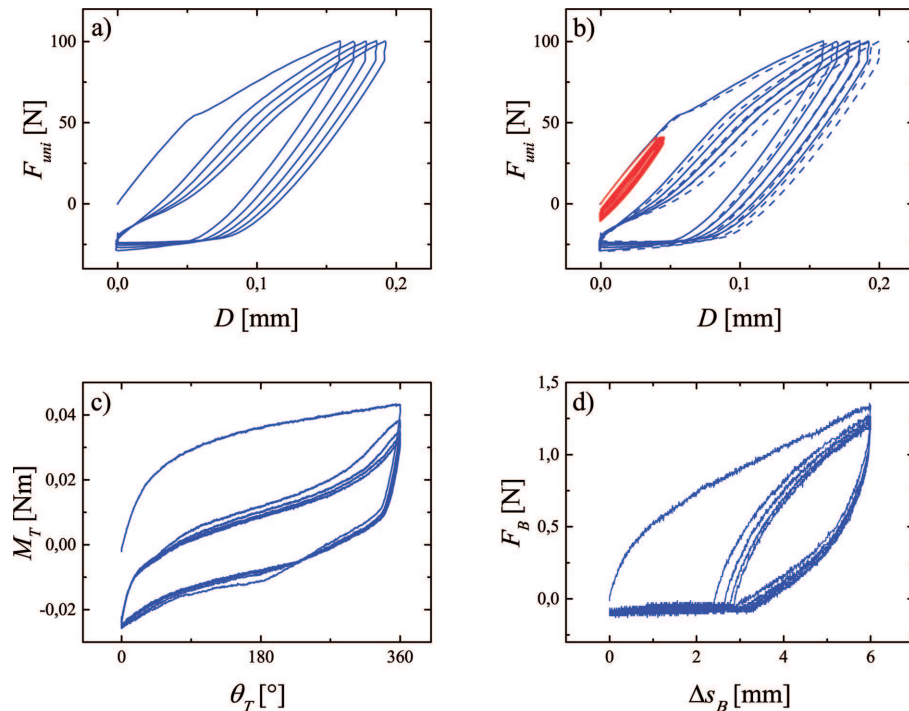 a)
100
50
0
F_uni [N]
0,0 0,1 0,2
D [mm]
b)
100
50
0
F_uni [N]
0,0 0,1 0,2
D [mm]
c)
0,04
0,02
0,00
-0,02
M_T [Nm]
0 180 360
θ_T [°]
d)
1,5
1,0
0,5
0,0
F_B [N]
0 2 4 6
Δs_B [mm]